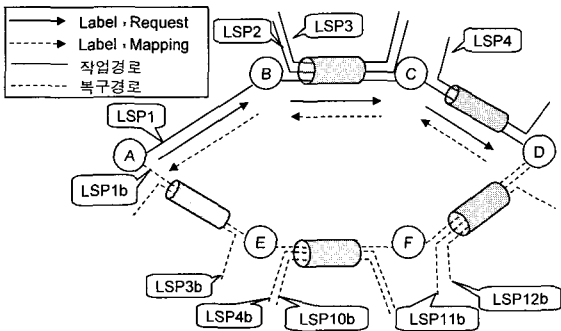 Label, Request
Label, Mapping
작업경로
복구경로
LSP2
LSP3
LSP4
B
C
LSP1
A
D
LSP1b
E
F
LSP3b
LSP4b
LSP10b
LSP11b
LSP12b